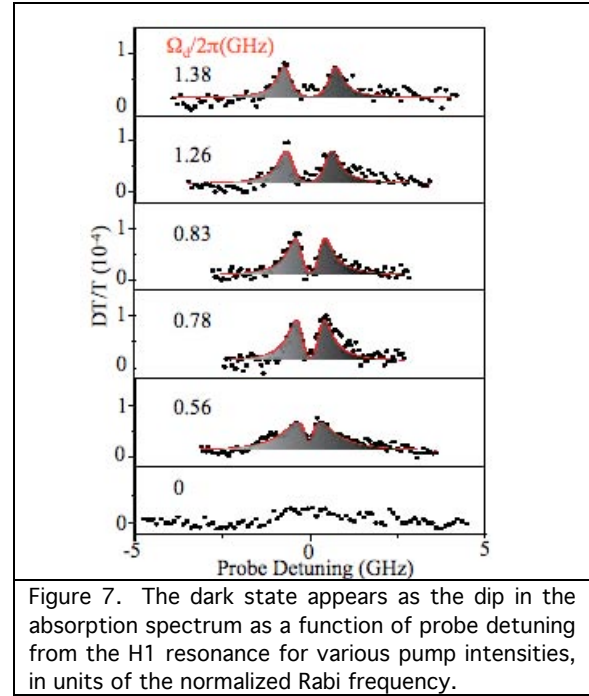 Ω_d/2π(GHz)
1
1.38
0
1
1.26
0
1
0.83
0
DT/T (10⁻⁴)
1
0.78
0
1
0.56
0
0
0
-5 0 5
Probe Detuning (GHz)
Figure 7. The dark state appears as the dip in the
absorption spectrum as a function of probe detuning
from the H1 resonance for various pump intensities,
in units of the normalized Rabi frequency.